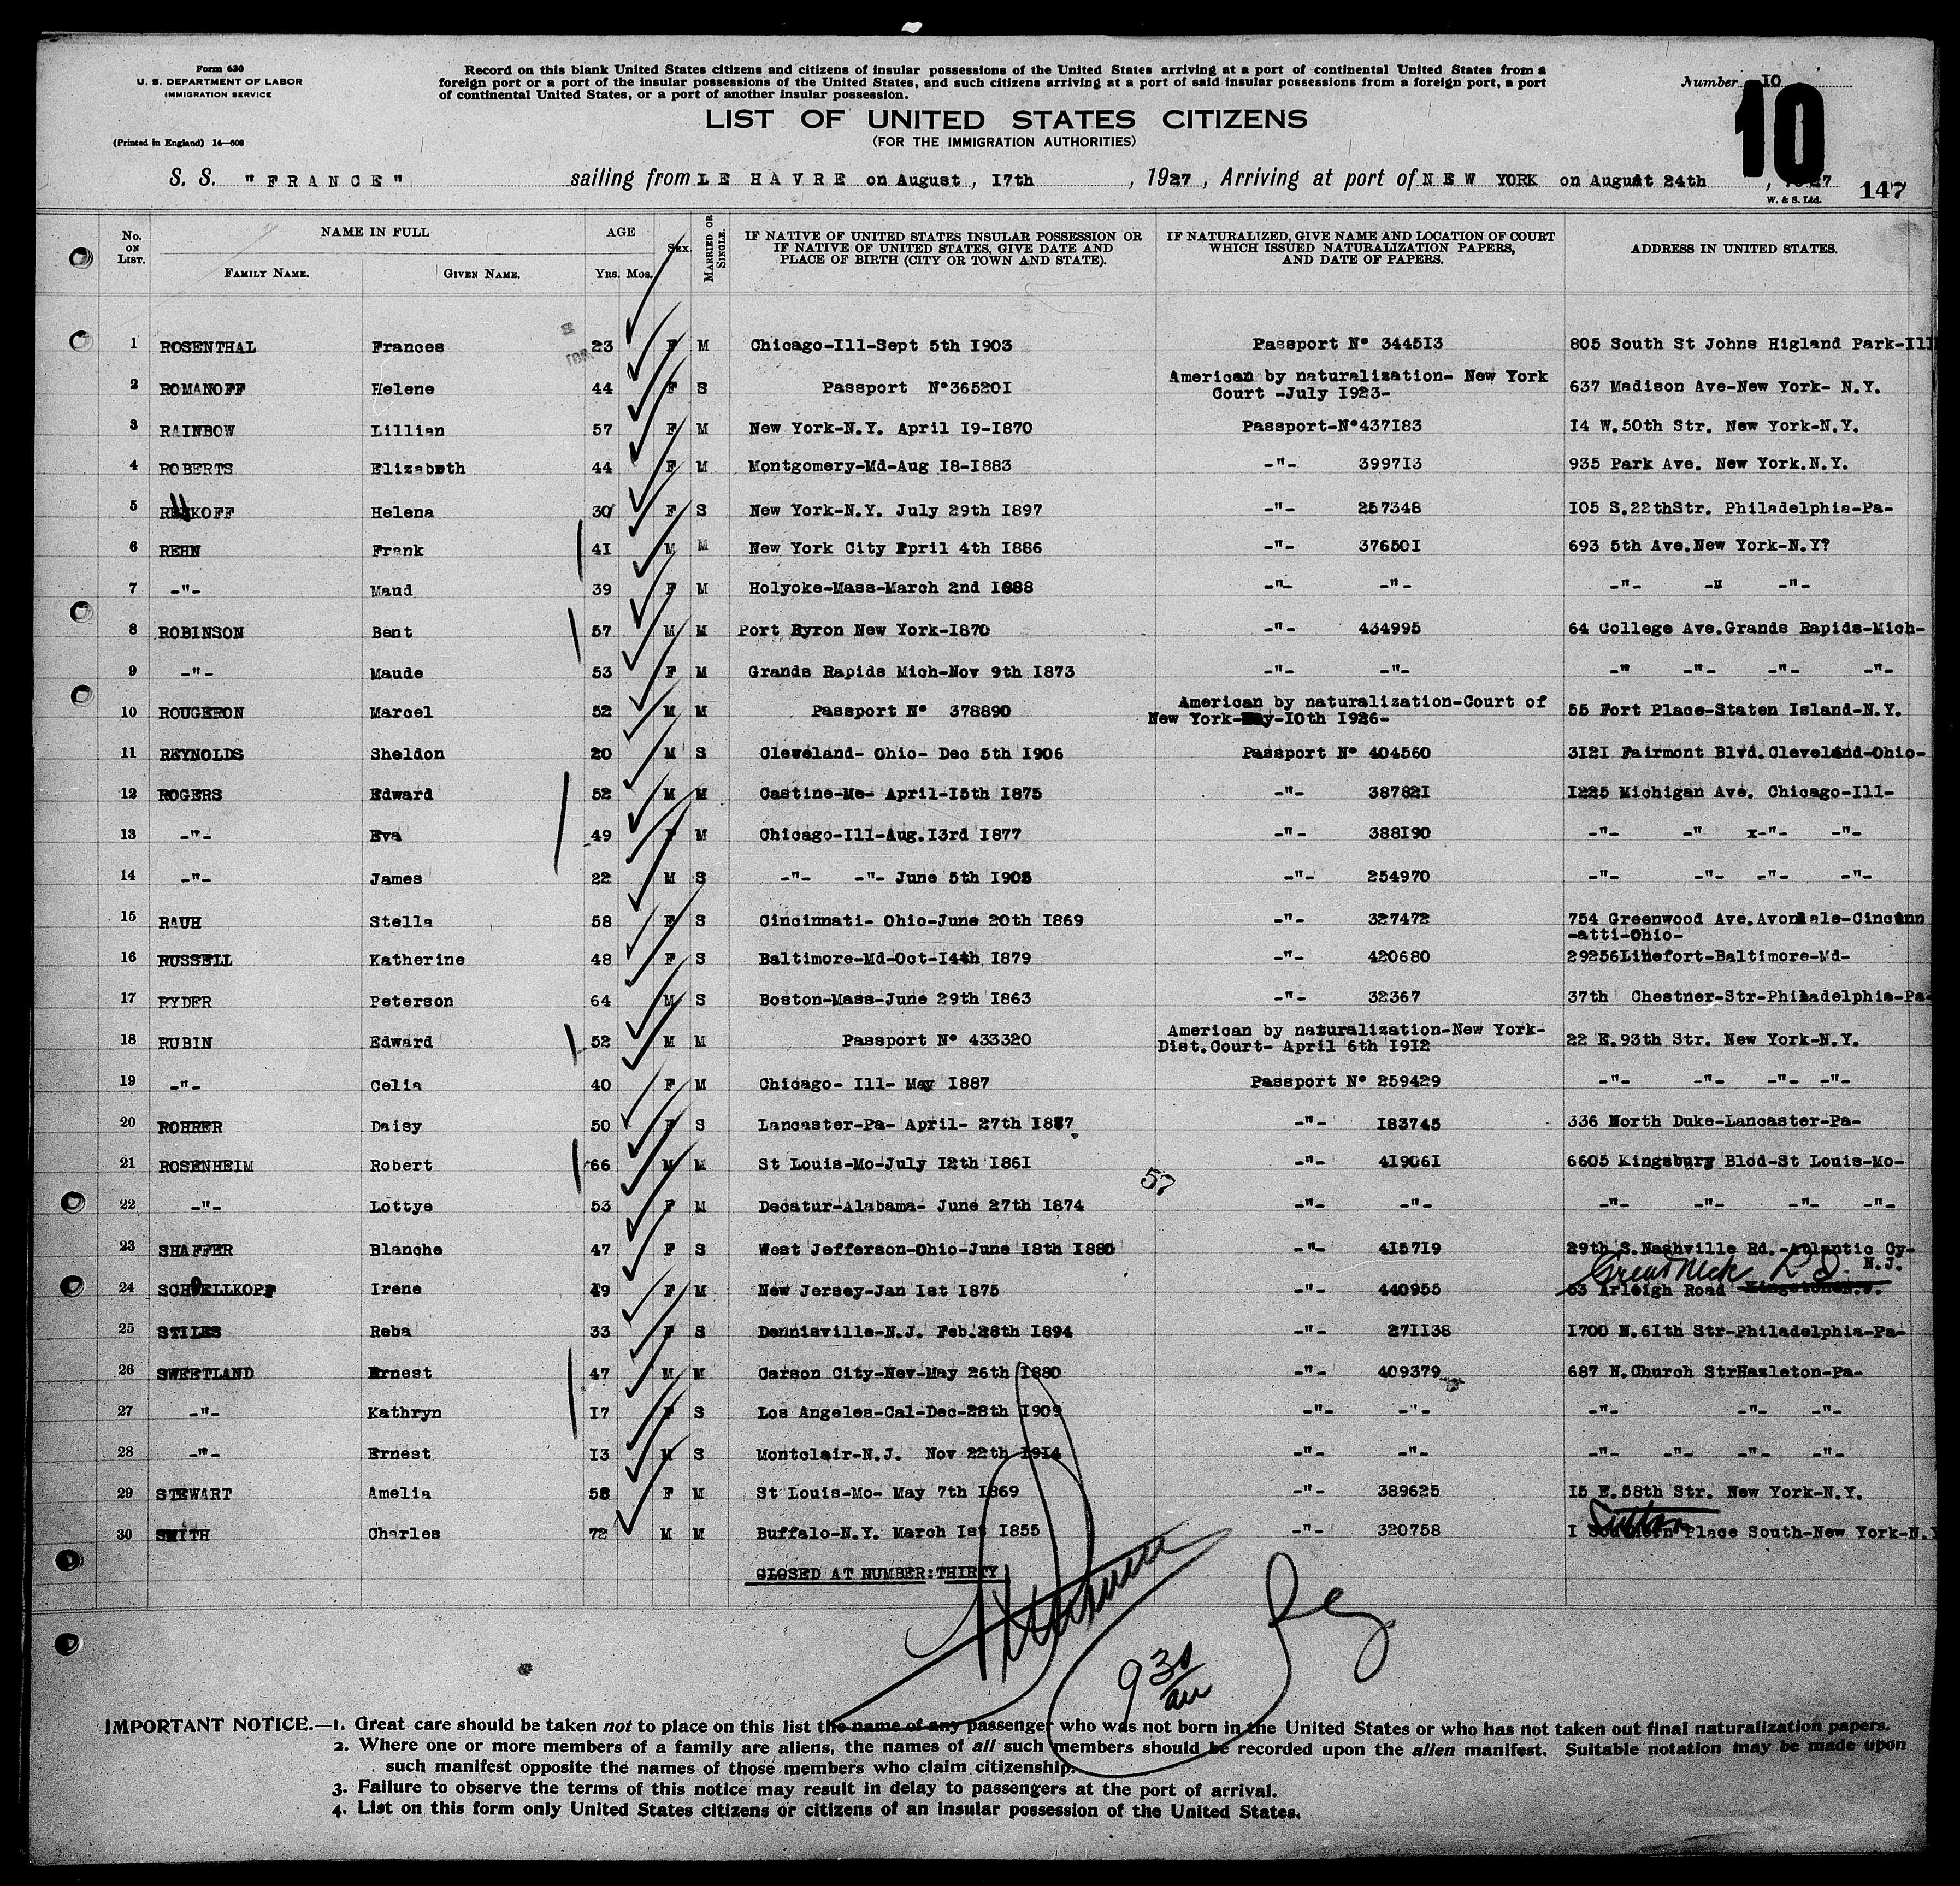 Form 630
U. S. DEPARTMENT OF LABOR
IMMIGRATION SERVICE
(Printed in England) 14—608
Record on this blank United States citizens and citizens of insular possessions of the United States arriving at a port of continental United States from a
foreign port or a port of the insular possessions of the United States, and such citizens arriving at a port of said insular possessions from a foreign port, a port
of continental United States, or a port of another insular possession.
Number 10
10
LIST OF UNITED STATES CITIZENS
(FOR THE IMMIGRATION AUTHORITIES)
S. S. "FRANCE" sailing from LE HAVRE on August, 17th, 1927, Arriving at port of NEW YORK on August 24th, 1927
W. & S. Ltd.
147
No. on List. NAME IN FULL AGE Sex. Married or Single. IF NATIVE OF UNITED STATES INSULAR POSSESSION OR IF NATIVE OF UNITED STATES, GIVE DATE AND PLACE OF BIRTH (CITY OR TOWN AND STATE). IF NATURALIZED, GIVE NAME AND LOCATION OF COURT WHICH ISSUED NATURALIZATION PAPERS, AND DATE OF PAPERS. ADDRESS IN UNITED STATES.
Family Name. Given Name. Yrs. Mos.
1 ROSENTHAL Frances 23 F M Chicago-Ill-Sept 5th 1903 Passport N° 344513 805 South St Johns Higland Park-Ill
2 ROMANOFF Helene 44 F S Passport N°365201 American by naturalization- New York Court -July 1923- 637 Madison Ave-New York- N.Y.
3 RAINBOW Lillian 57 F M New York-N.Y. April 19-1870 Passport-N°437183 14 W.50th Str. New York-N.Y.
4 ROBERTS Elizabeth 44 F M Montgomery-Md-Aug 18-1883 -"- 399713 935 Park Ave. New York.N.Y.
5 Helena 30 F S New York-N.Y. July 29th 1897 -"- 257348 105 S.22thStr. Philadelphia-Pa-
6 REHN Frank 41 M M New York City April 4th 1886 -"- 376501 693 5th Ave.New York-N.Y?
7 -"- Maud 39 F M Holyoke-Mass-March 2nd 1888 -"- -"- -"- -" -"-
8 ROBINSON Bent 57 M M Port Byron New York-1870 -"- 434995 64 College Ave.Grands Rapids-Mich-
9 -"- Maude 53 F M Grands Rapids Mich-Nov 9th 1873 -"- -"- -" -"- -"- -"-
10 ROUGERON Marcel 52 M M Passport N° 378890 American by naturalization-Court of New York-May-10th 1926- 55 Fort Place-Staten Island-N.Y.
11 REYNOLDS Sheldon 20 M S Cleveland- Ohio- Dec 5th 1906 Passport N° 404560 3121 Fairmont Blvd.Cleveland-Ohio-
12 ROGERS Edward 52 M M Castine-Me- April-15th 1875 -"- 387821 1225 Michigan Ave. Chicago-Ill-
13 -"- Eva 49 F M Chicago-Ill-Aug.13rd 1877 -"- 388190 -"- -" x-"- -"-
14 -"- James 22 M S -"- -"- June 5th 1905 -"- 254970 -"- -"- -"- -"-
15 RAUH Stella 58 F S Cincinnati- Ohio-June 20th 1869 -"- 327472 754 Greenwood Ave.Avondale-Cincinn
-atti-Ohio-
16 RUSSELL Katherine 48 F S Baltimore-Md-Oct-14th 1879 -"- 420680 29256Linefort-Baltimore-Md-
17 RYDER Peterson 64 M S Boston-Mass-June 29th 1863 -"- 32367 37th Chestner-Str-Philadelphia-Pa-
18 RUBIN Edward 52 M M Passport N° 433320 American by naturalization-New York- Dist.Court- April 6th 1912 22 E.93th Str. New York-N.Y.
19 -"- Celia 40 F M Chicago- Ill- May 1887 Passport N° 259429 -"- -"- -"- -"-
20 ROHRER Daisy 50 F S Lancaster-Pa- April- 27th 1877 -"- 183745 336 North Duke-Lancaster-Pa-
21 ROSENHEIM Robert 66 M M St Louis-Mo-July 12th 1861 -"- 419061 6605 Kingsbury Blod-St Louis-Mo-
57
22 -"- Lottye 53 F M Decatur-Alabama- June 27th 1874 -"- -"- -"- -"- -"- -"-
23 SHAFFER Blanche 47 F S West Jefferson-Ohio-June 18th 1880 -"- 415719 29th S.Nashville Rd.-Atlantic Cy-
N.J.
Great Neck L I
24 SCHOELLKOPF Irene 49 F M New Jersey-Jan 1st 1875 -"- 440955 53 Arleigh Road
25 STILES Reba 33 F S Dennisville-N.J. Feb.28th 1894 -"- 271138 1700 N.61th Str-Philadelphia-Pa-
26 SWEETLAND Ernest 47 M M Carson City-Nev-May 26th 1880 -"- 409379 687 N.Church StrHazleton-Pa-
27 -"- Kathryn 17 F S Los Angeles-Cal-Dec-28th 1909 -"- -"- -"- -"- -"-
28 -"- Ernest 13 M S Montclair-N.J. Nov 22th 1914 -"- -"- -"- -"- -"- -"-
29 STEWART Amelia 58 F M St Louis-Mo- May 7th 1869 -"- 389625 15 E.58th Str. New York-N.Y.
30 SMITH Charles 72 M M Buffalo-N.Y. March 1st 1855 -"- 320758 1 Sutton Place South-New York-N.Y
CLOSED AT NUMBER:THIRTY
9 30
am
IMPORTANT NOTICE.—1. Great care should be taken not to place on this list the name of any passenger who was not born in the United States or who has not taken out final naturalization papers.
2. Where one or more members of a family are aliens, the names of all such members should be recorded upon the alien manifest. Suitable notation may be made upon
such manifest opposite the names of those members who claim citizenship.
3. Failure to observe the terms of this notice may result in delay to passengers at the port of arrival.
4. List on this form only United States citizens or citizens of an insular possession of the United States.